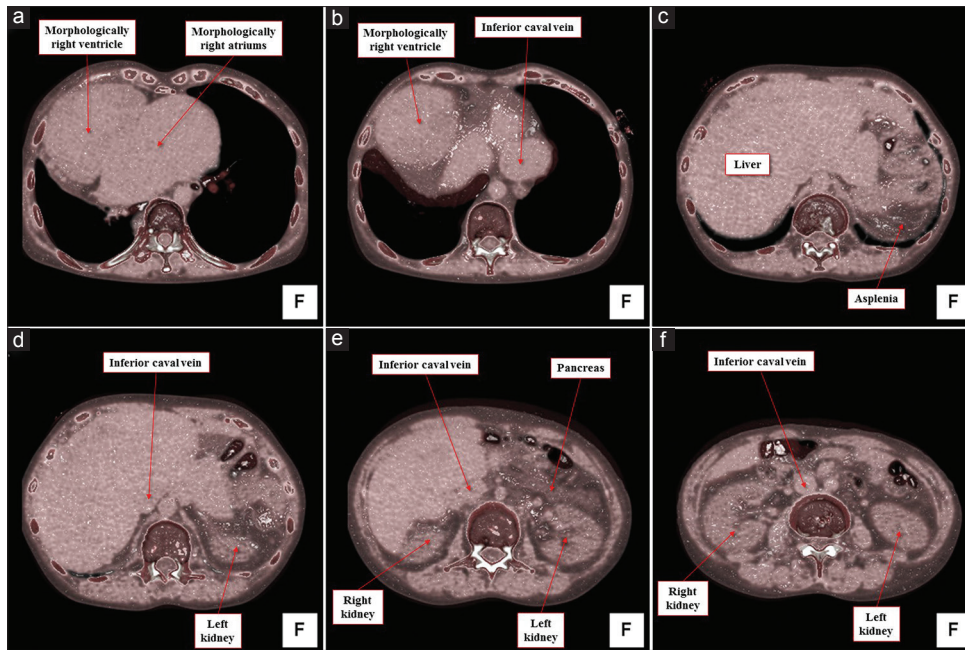 a
Morphologically
right ventricle
Morphologically
right atriums
F
b
Morphologically
right ventricle
Inferior caval vein
F
c
Liver
Asplenia
F
d
Inferior caval vein
Left
kidney
F
e
Inferior caval vein
Pancreas
Right
kidney
Left
kidney
F
f
Inferior caval vein
Right
kidney
Left
kidney
F